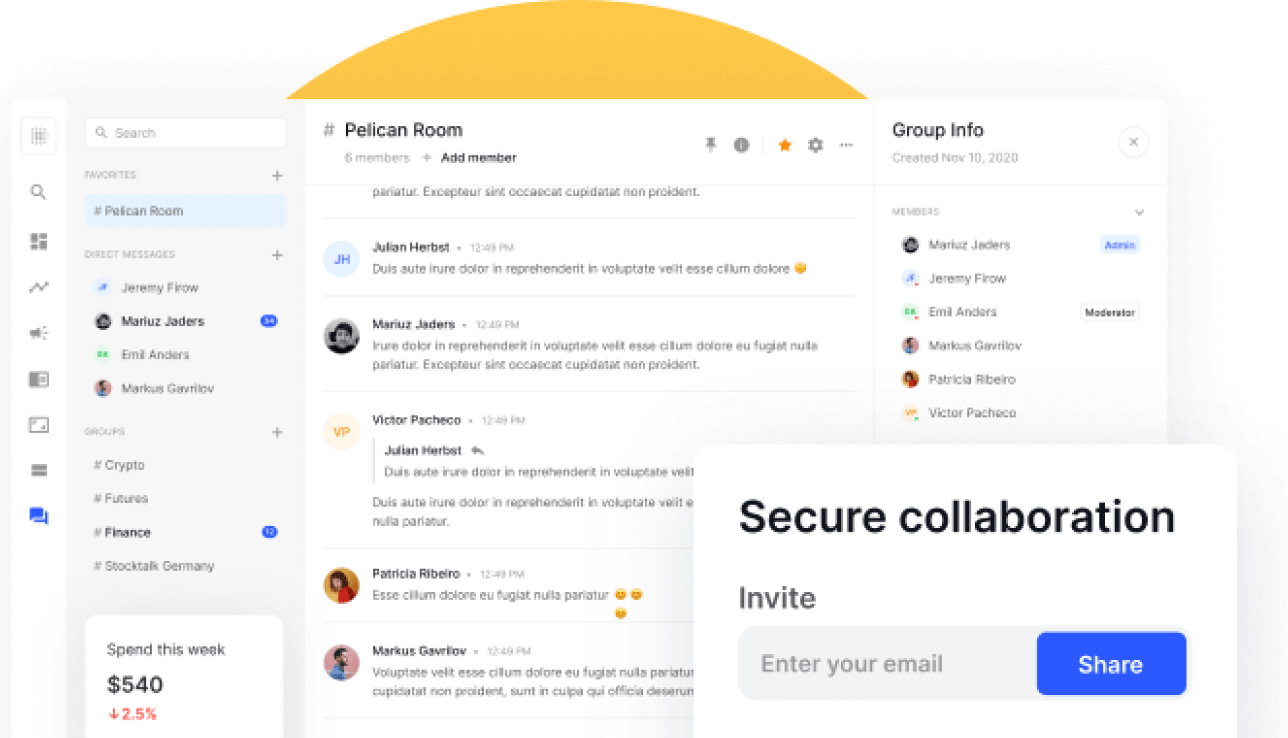 Search
FAVORITES
# Pelican Room
DIRECT MESSAGES
JF Jeremy Firow
Mariuz Jaders
Emil Anders
Markus Gavrilov
GROUPS
# Crypto
# Futures
# Finance 12
# Stocktalk Germany
Spend this week
$540
↓2.5%
# Pelican Room
6 members + Add member
pariatur. Excepteur sint occaecat cupidatat non proident.
JH
Julian Herbst • 12:49 PM
Duis aute irure dolor in reprehenderit in voluptate velit esse cillum dolore
Mariuz Jaders • 12:49 PM
Irure dolor in reprehenderit in voluptate velit esse cillum dolore eu fugiat nulla
pariatur. Excepteur sint occaecat cupidatat non proident.
VP
Victor Pacheco • 12:49 PM
Julian Herbst
Duis aute irure dolor in reprehenderit in voluptate velit
Duis aute irure dolor in reprehenderit in voluptate velit e
nulla pariatur.
Patricia Ribeiro • 12:49 PM
Esse cillum dolore eu fugiat nulla pariatur
Markus Gavrilov • 12:49 PM
Voluptate velit esse cillum dolore eu fugiat nulla pariatur
cupidatat non proident, sunt in culpa qui officia deserun
Group Info
Created Nov 10, 2020
MEMBERS
Mariuz Jaders Admin
JF Jeremy Firow
Emil Anders Moderator
Markus Gavrilov
Patricia Ribeiro
VP Victor Pacheco
Secure collaboration
Invite
Enter your email
Share